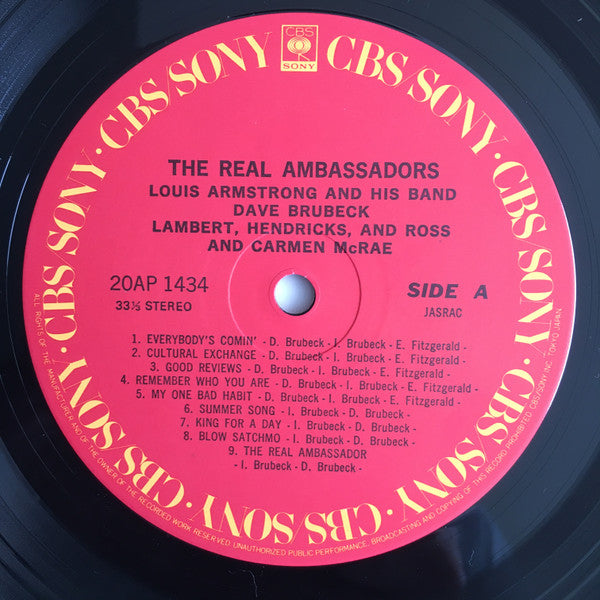 CBS
SONY
CBS/SONY · CBS/SONY · CBS/SONY · CBS/SONY · CBS/SONY · CBS/SONY · CBS/SONY
THE REAL AMBASSADORS
LOUIS ARMSTRONG AND HIS BAND
DAVE BRUBECK
LAMBERT, HENDRICKS, AND ROSS
AND CARMEN McRAE
20AP 1434
33⅓ STEREO
SIDE A
JASRAC
1. EVERYBODY'S COMIN' - D. Brubeck - I. Brubeck - E. Fitzgerald -
2. CULTURAL EXCHANGE - D. Brubeck - I. Brubeck - E. Fitzgerald -
3. GOOD REVIEWS - D. Brubeck - I. Brubeck - E. Fitzgerald -
4. REMEMBER WHO YOU ARE - D. Brubeck - I. Brubeck - E. Fitzgerald -
5. MY ONE BAD HABIT - D. Brubeck - I. Brubeck - E. Fitzgerald -
6. SUMMER SONG - I. Brubeck - D. Brubeck -
7. KING FOR A DAY - I. Brubeck - D. Brubeck -
8. BLOW SATCHMO - I. Brubeck - D. Brubeck -
9. THE REAL AMBASSADOR
- I. Brubeck - D. Brubeck -
ALL RIGHTS OF THE MANUFACTURER AND OF THE OWNER OF THE RECORDED WORK RESERVED UNAUTHORIZED PUBLIC PERFORMANCE, BROADCASTING AND COPYING OF THIS RECORD PROHIBITED CBS/SONY INC. TOKYO JAPAN